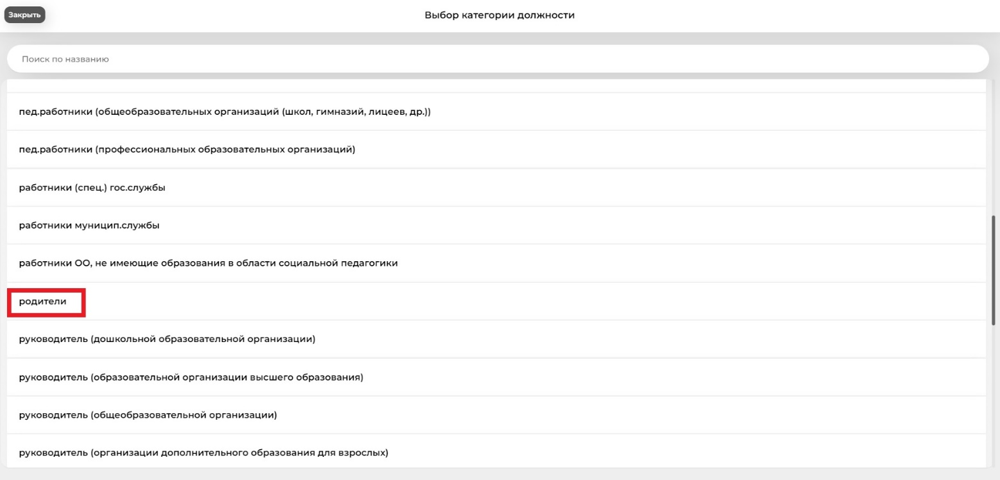 Закрыть
Выбор категории должности
Поиск по названию
пед.работники (общеобразовательных организаций (школ, гимназий, лицеев, др.))
пед.работники (профессиональных образовательных организаций)
работники (спец.) гос.службы
работники муницип.службы
работники ОО, не имеющие образования в области социальной педагогики
родители
руководитель (дошкольной образовательной организации)
руководитель (образовательной организации высшего образования)
руководитель (общеобразовательной организации)
руководитель (организации дополнительного образования для взрослых)